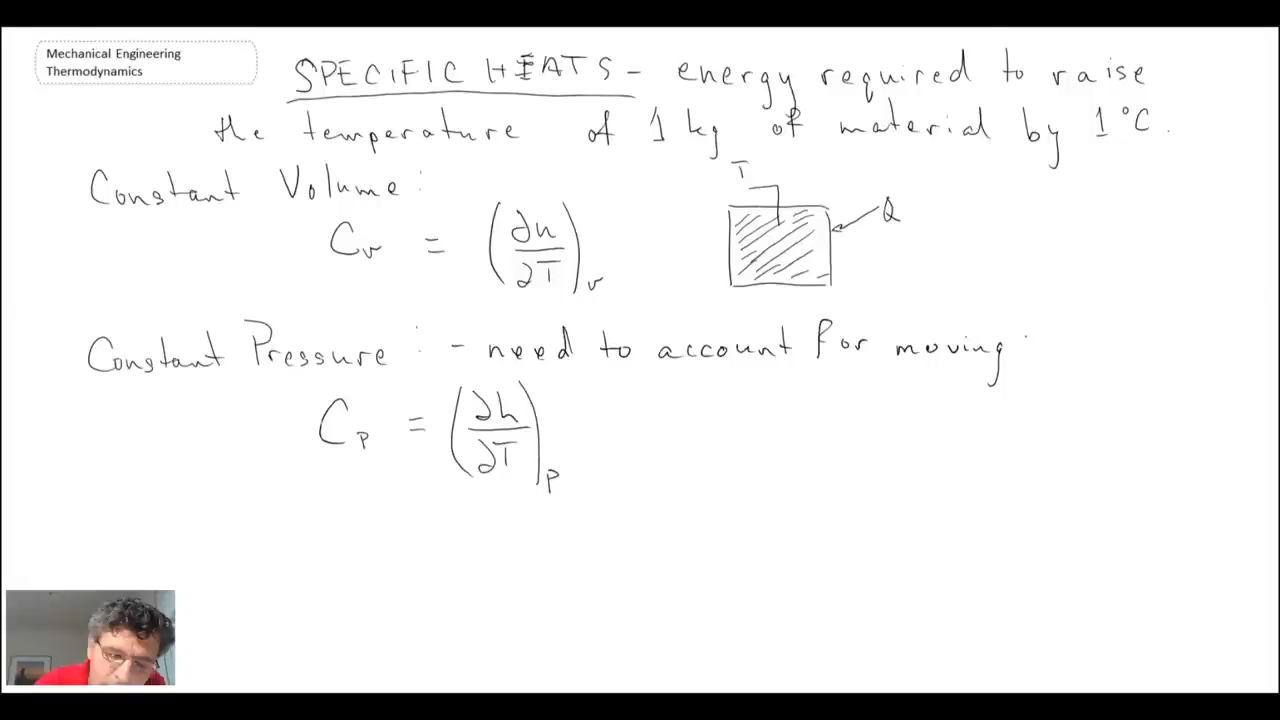 Mechanical Engineering
Thermodynamics
SPECIFIC HEATS - energy required to raise
the temperature of 1 kg of material by 1°C.
Constant Volume:
T
Q
Cv = (∂u/∂T)v
Constant Pressure: - need to account for moving
Cp = (∂h/∂T)p